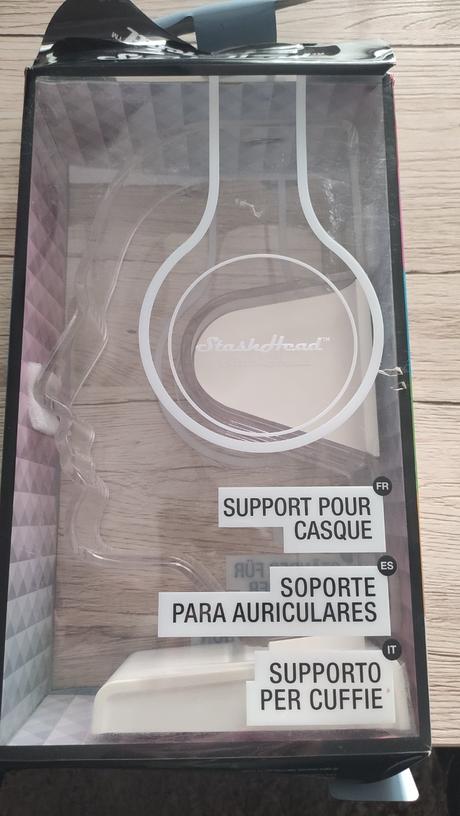 StashHead™
FR
SUPPORT POUR
CASQUE
ES
SOPORTE
PARA AURICULARES
IT
SUPPORTO
PER CUFFIE